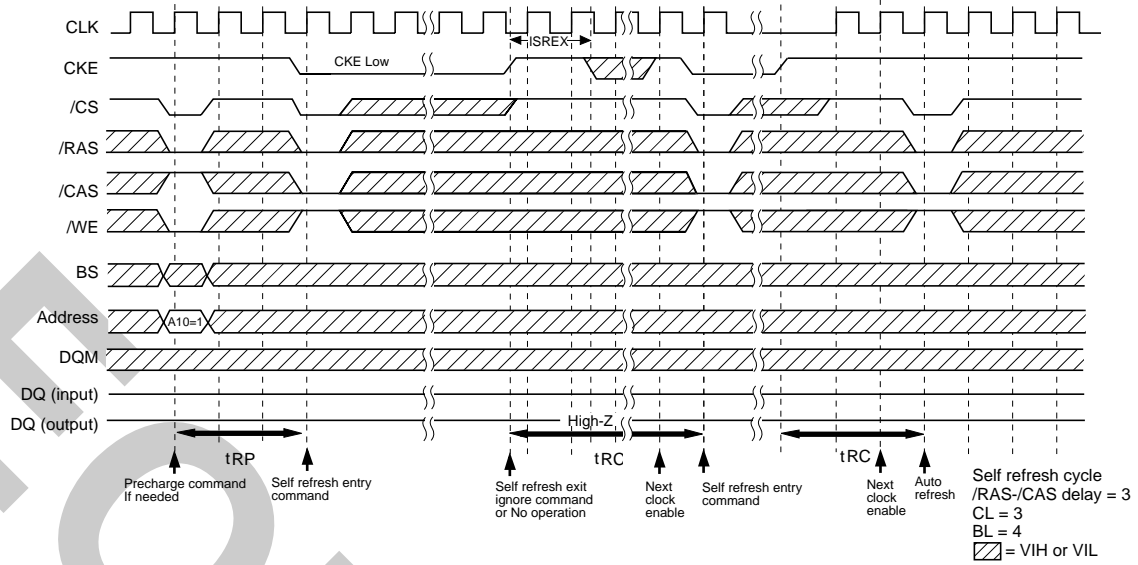 CLK
ISREX
CKE
CKE Low
/CS
/RAS
/CAS
/WE
BS
Address
A10=1
DQM
DQ (input)
DQ (output)
High-Z
tRP
tRC
tRC
Precharge command
If needed
Self refresh entry
command
Self refresh exit
ignore command
or No operation
Next
clock
enable
Self refresh entry
command
Next
clock
enable
Auto
refresh
Self refresh cycle
/RAS-/CAS delay = 3
CL = 3
BL = 4
= VIH or VIL